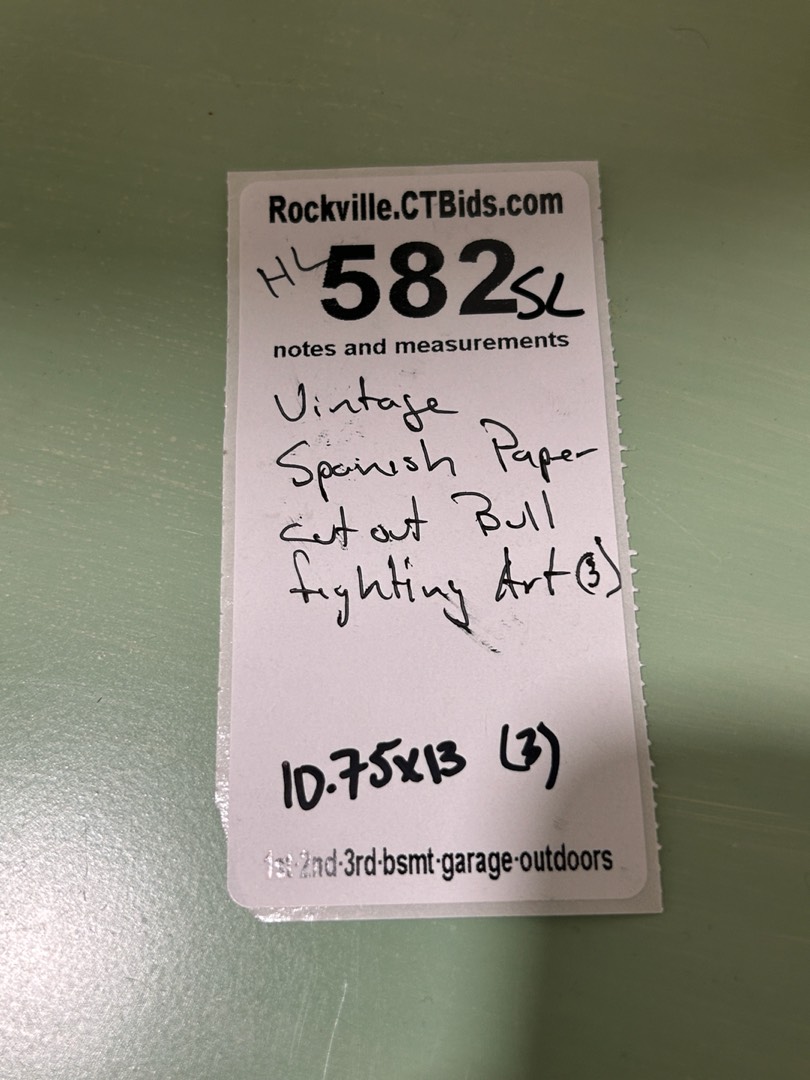 Rockville.CTBids.com
HL 582 SL
notes and measurements
Vintage
Spanish Paper
cut out Bull
fighting Art (3)
10.75x13 (3)
1st·2nd·3rd·bsmt·garage·outdoors